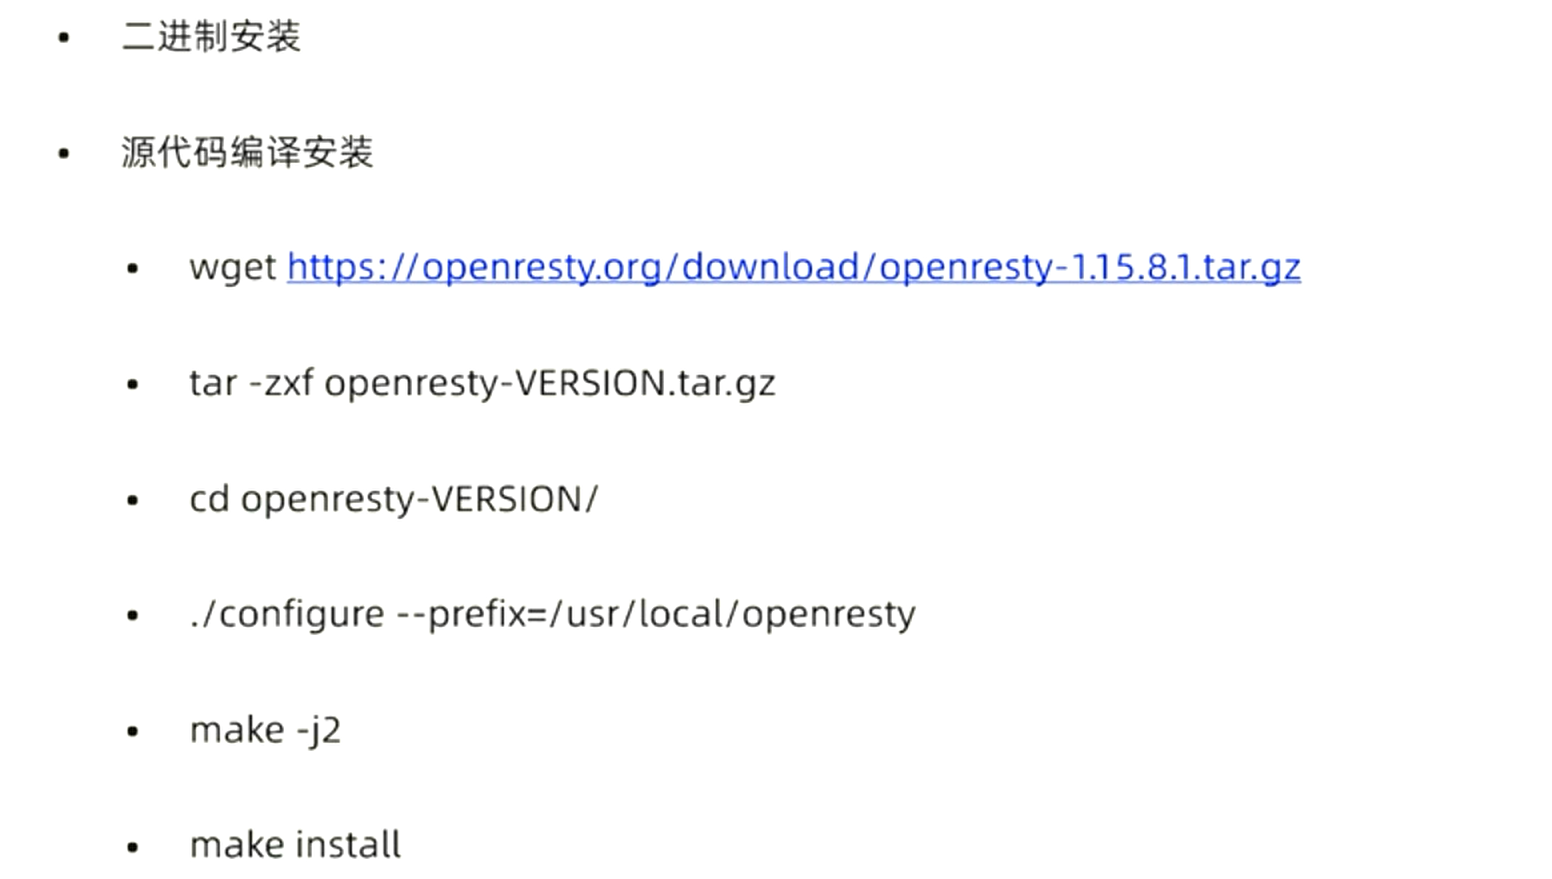 • 二进制安装
• 源代码编译安装
• wget https://openresty.org/download/openresty-1.15.8.1.tar.gz
• tar -zxf openresty-VERSION.tar.gz
• cd openresty-VERSION/
• ./configure --prefix=/usr/local/openresty
• make -j2
• make install